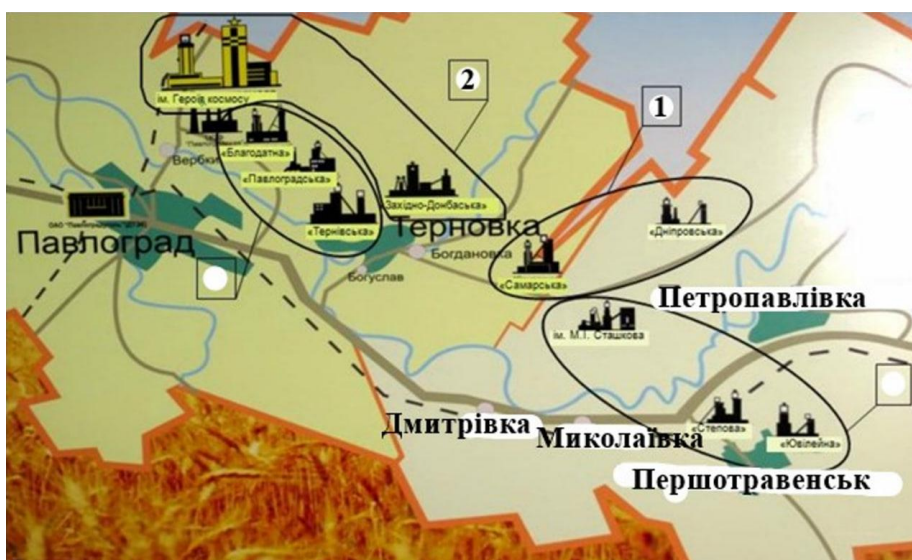 2
1
ім. Героїв космосу
«Благодатна»
Вербки
«Павлоградська»
Західно-Донбаська»
«Тернівська»
Терновка
«Дніпровська»
Павлоград
Богдановка
Богуслав
«Самарська»
Петропавлівка
ім. М.І. Сташкова
Дмитрівка
Миколаївка
«Степова»
«Ювілейна»
Першотравенськ